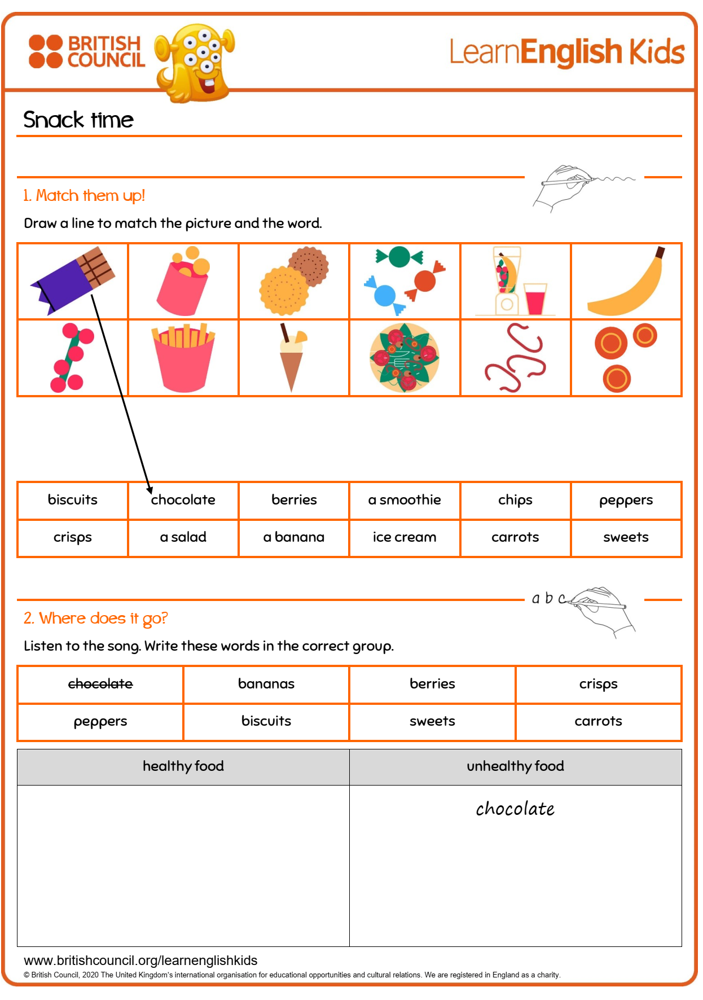 BRITISH
COUNCIL
LearnEnglish Kids
Snack time
1. Match them up!
Draw a line to match the picture and the word.
biscuits chocolate berries a smoothie chips peppers
crisps a salad a banana ice cream carrots sweets
a b c
2. Where does it go?
Listen to the song. Write these words in the correct group.
chocolate bananas berries crisps
peppers biscuits sweets carrots
healthy food unhealthy food
chocolate
www.britishcouncil.org/learnenglishkids
© British Council, 2020 The United Kingdom's international organisation for educational opportunities and cultural relations. We are registered in England as a charity.